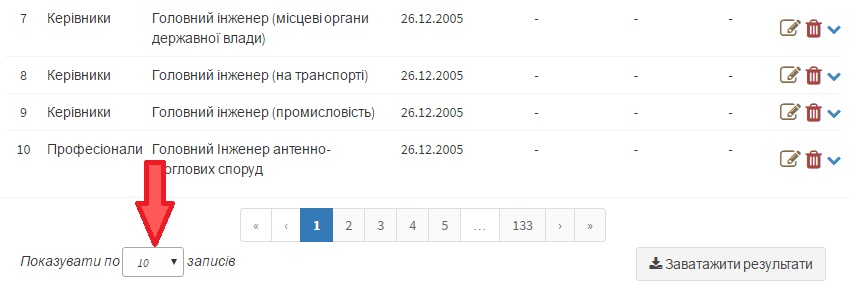 7 Керівники Головний інженер (місцеві органи 26.12.2005 - - -
державної влади)
8 Керівники Головний інженер (на транспорті) 26.12.2005 - - -
9 Керівники Головний інженер (промисловість) 26.12.2005 - - -
10 Професіонали Головний Інженер антенно- 26.12.2005 - - -
споруд
« ‹ 1 2 3 4 5 ... 133 › »
Показувати по 10 записів
Заватажити результати